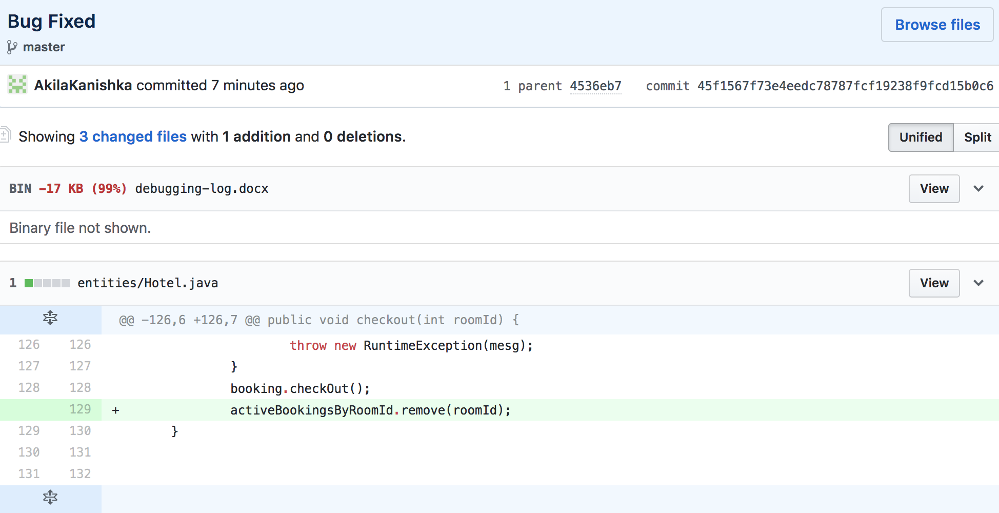 Bug Fixed
Browse files
master
AkilaKanishka committed 7 minutes ago
1 parent 4536eb7 commit 45f1567f73e4eedc78787fcf19238f9fcd15b0c6
Showing 3 changed files with 1 addition and 0 deletions.
Unified Split
BIN −17 KB (99%) debugging-log.docx
View
Binary file not shown.
1 entities/Hotel.java
View
@@ −126,6 +126,7 @@ public void checkout(int roomId) {
126 126 throw new RuntimeException(mesg);
127 127 }
128 128 booking.checkOut();
129 + activeBookingsByRoomId.remove(roomId);
129 130 }
130 131
131 132